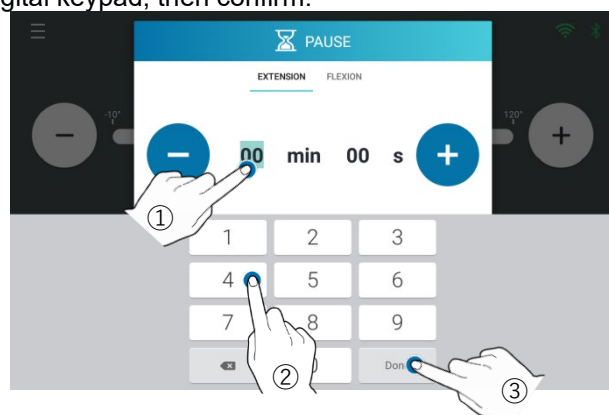 gital keypad, then confirm.
PAUSE
EXTENSION FLEXION
-10° 120°
00 min 00 s
1 2 3
4 5 6
7 8 9
Don
①
②
③